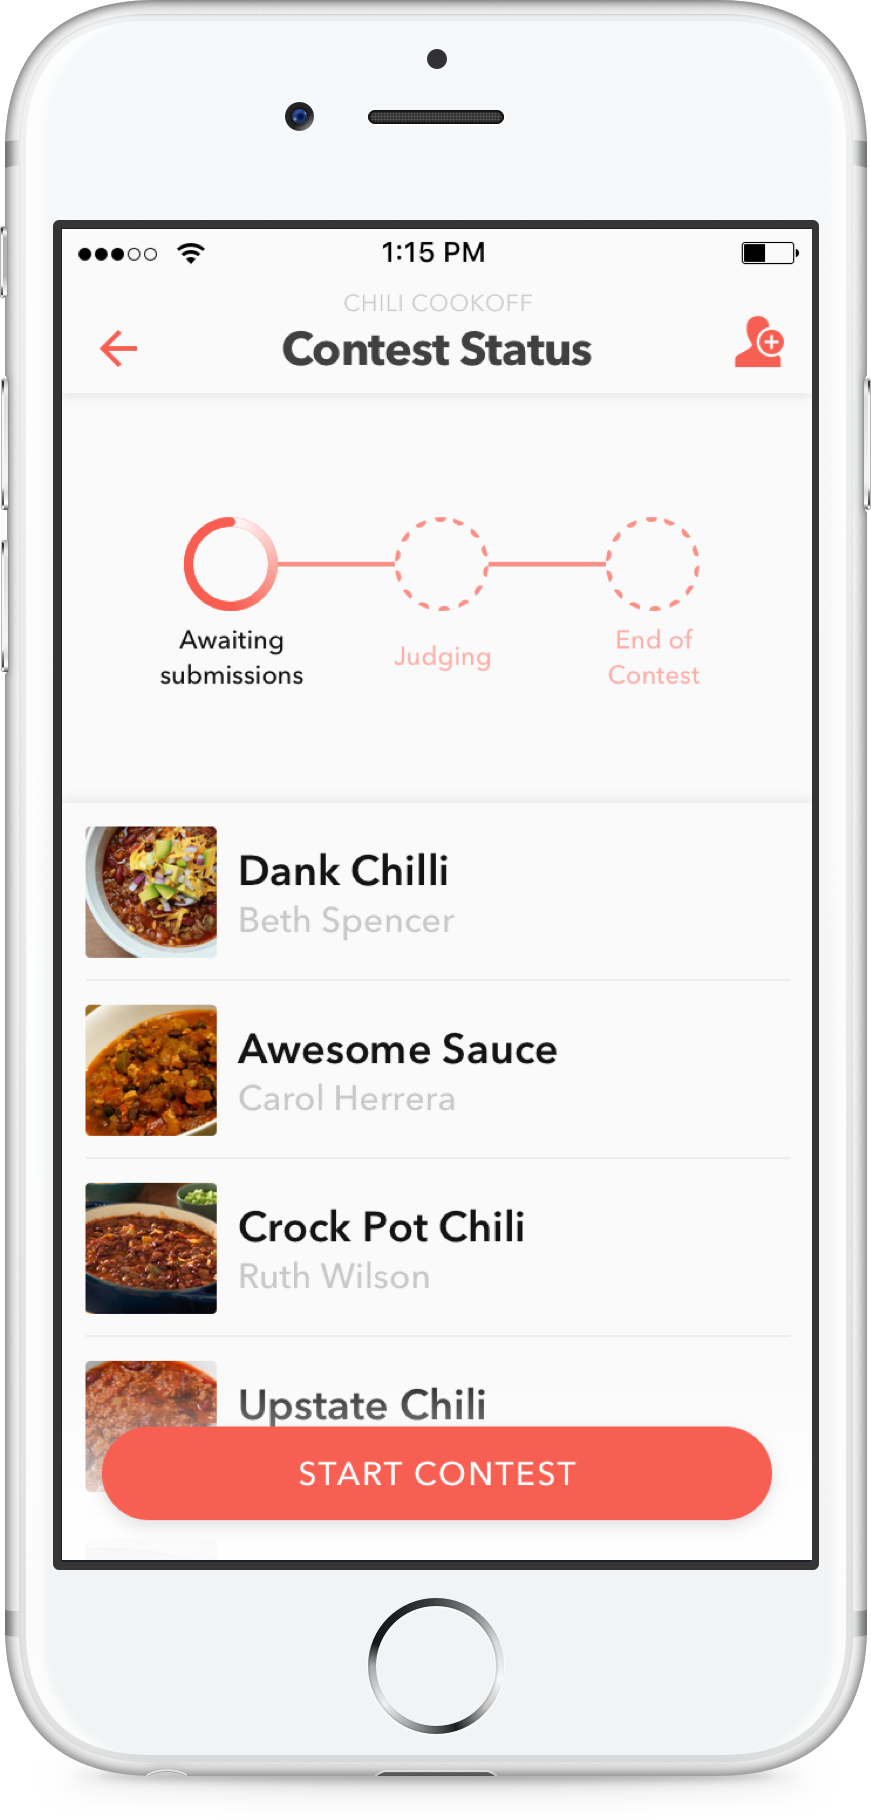 1:15 PM
CHILI COOKOFF
Contest Status
Awaiting
submissions
Judging
End of
Contest
Dank Chilli
Beth Spencer
Awesome Sauce
Carol Herrera
Crock Pot Chili
Ruth Wilson
Upstate Chili
START CONTEST